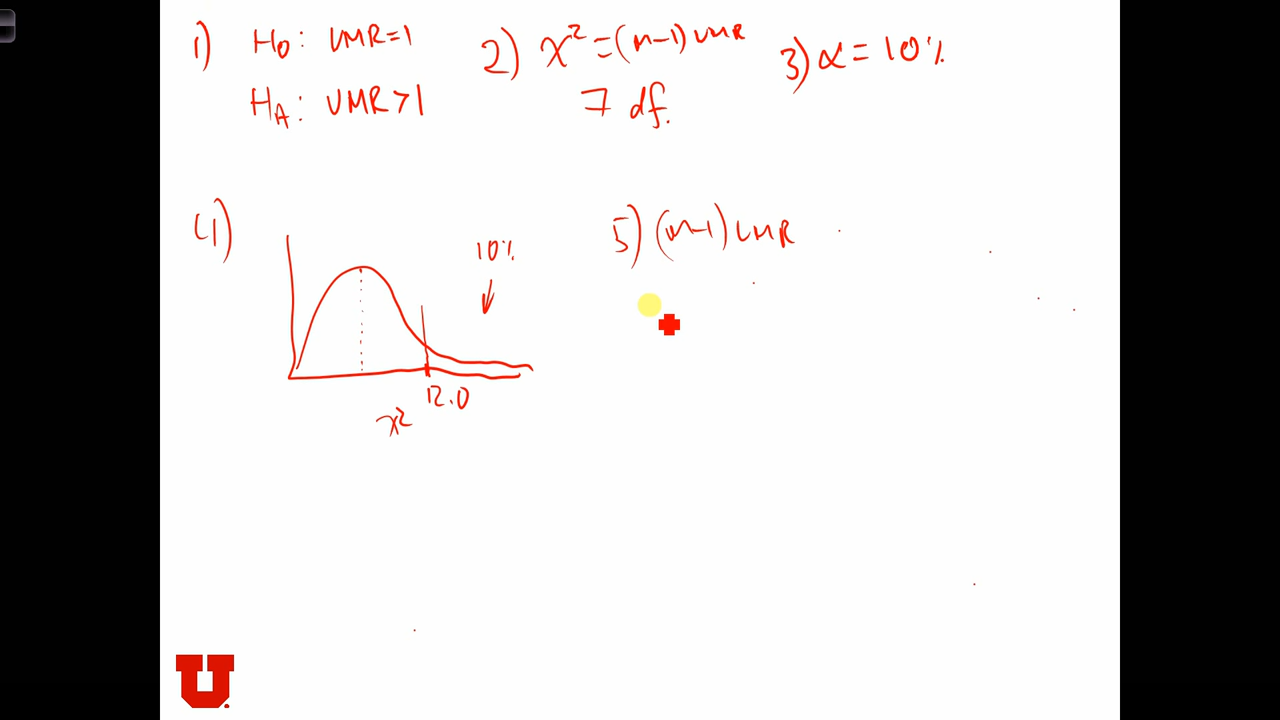 1) H0: VMR=1
HA: VMR>1
2) χ²=(n-1) VMR
7 df.
3) α=10%
4)
10%
12.0
χ²
5) (n-1) VMR
U